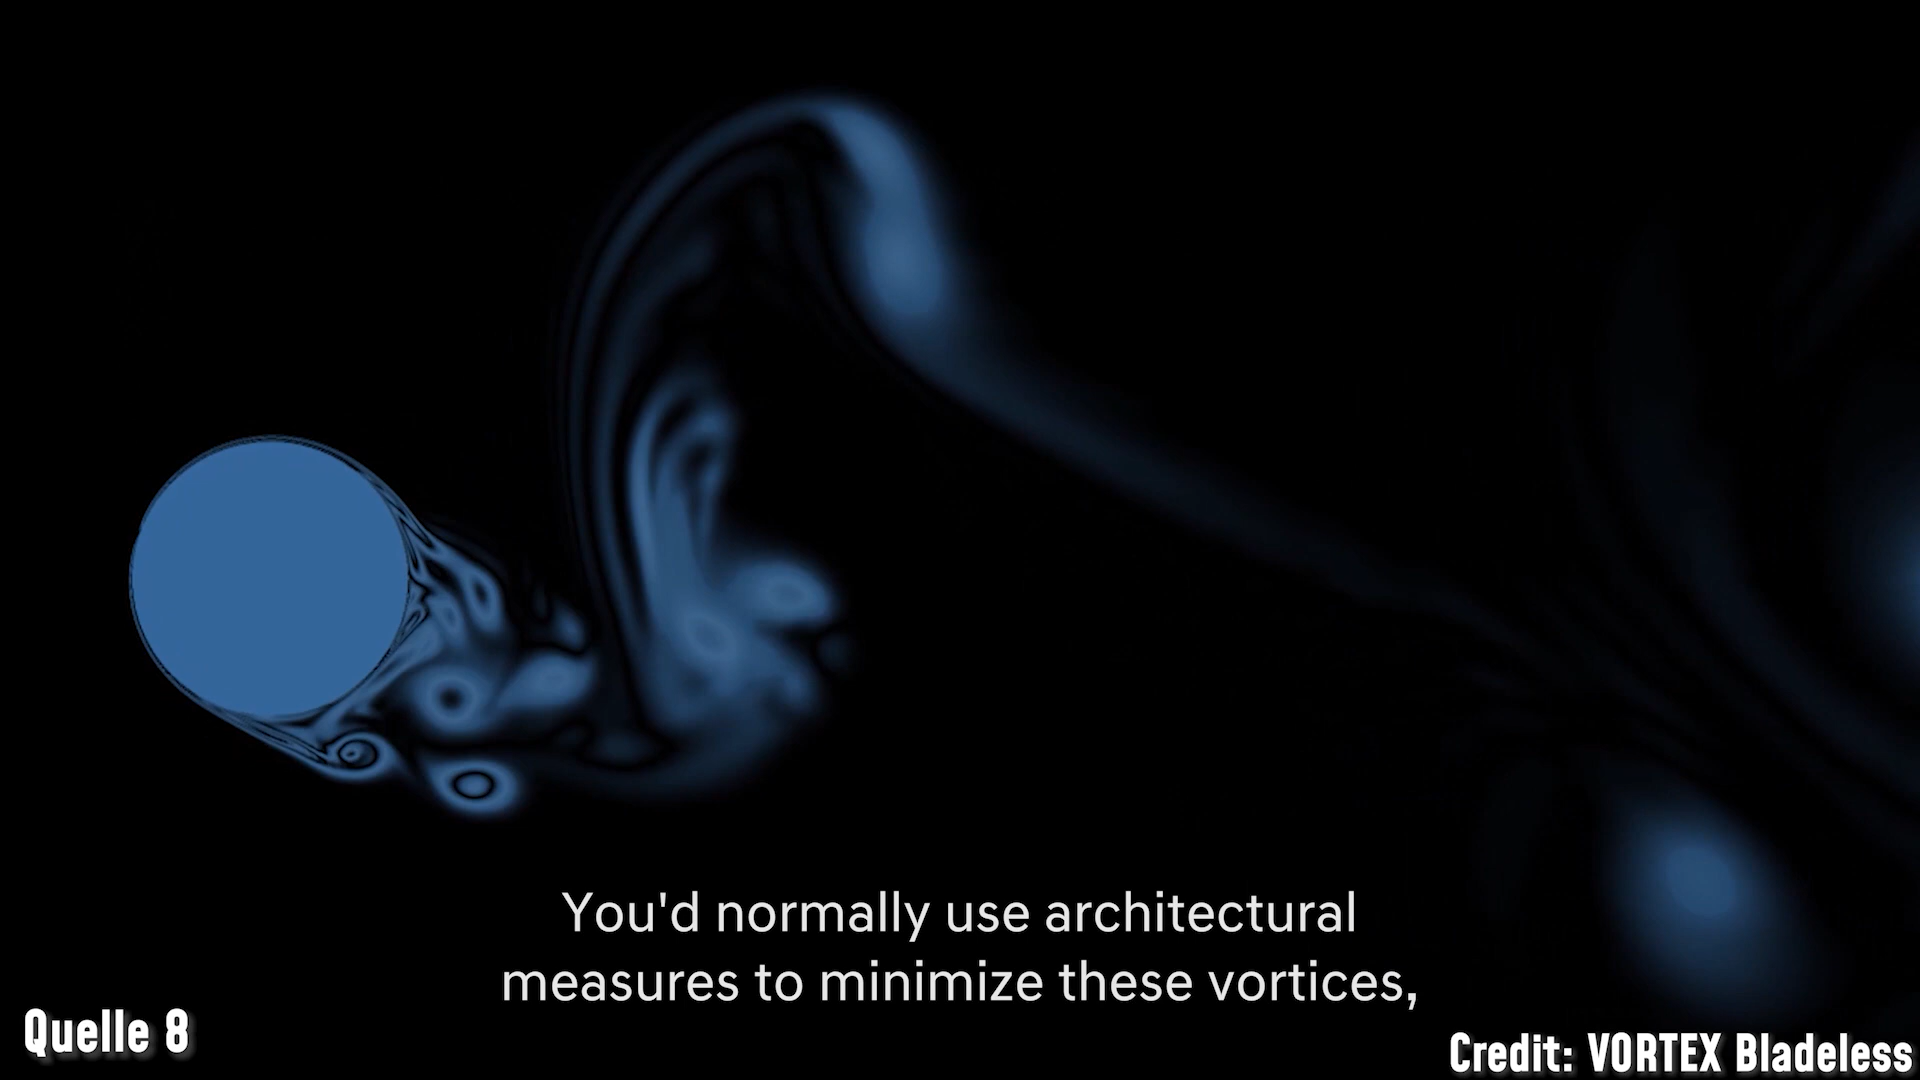 You'd normally use architectural
measures to minimize these vortices,
Quelle 8
Credit: VORTEX Bladeless